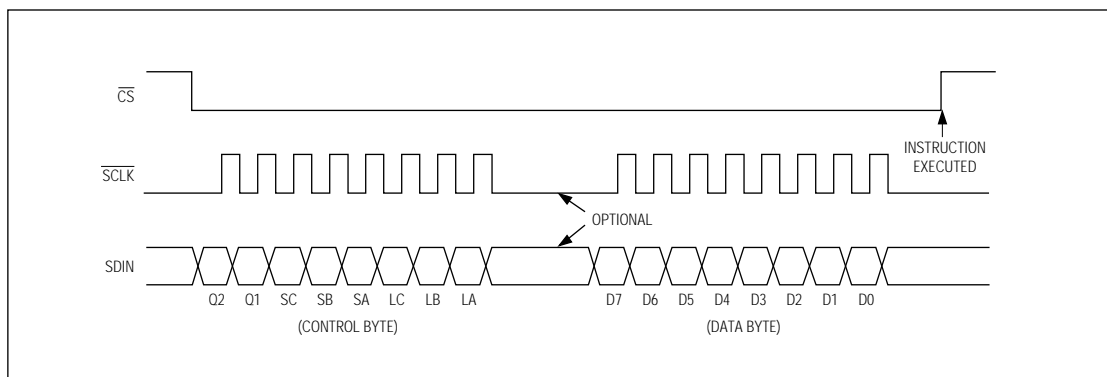 CS
INSTRUCTION
EXECUTED
SCLK
OPTIONAL
SDIN
Q2 Q1 SC SB SA LC LB LA D7 D6 D5 D4 D3 D2 D1 D0
(CONTROL BYTE) (DATA BYTE)